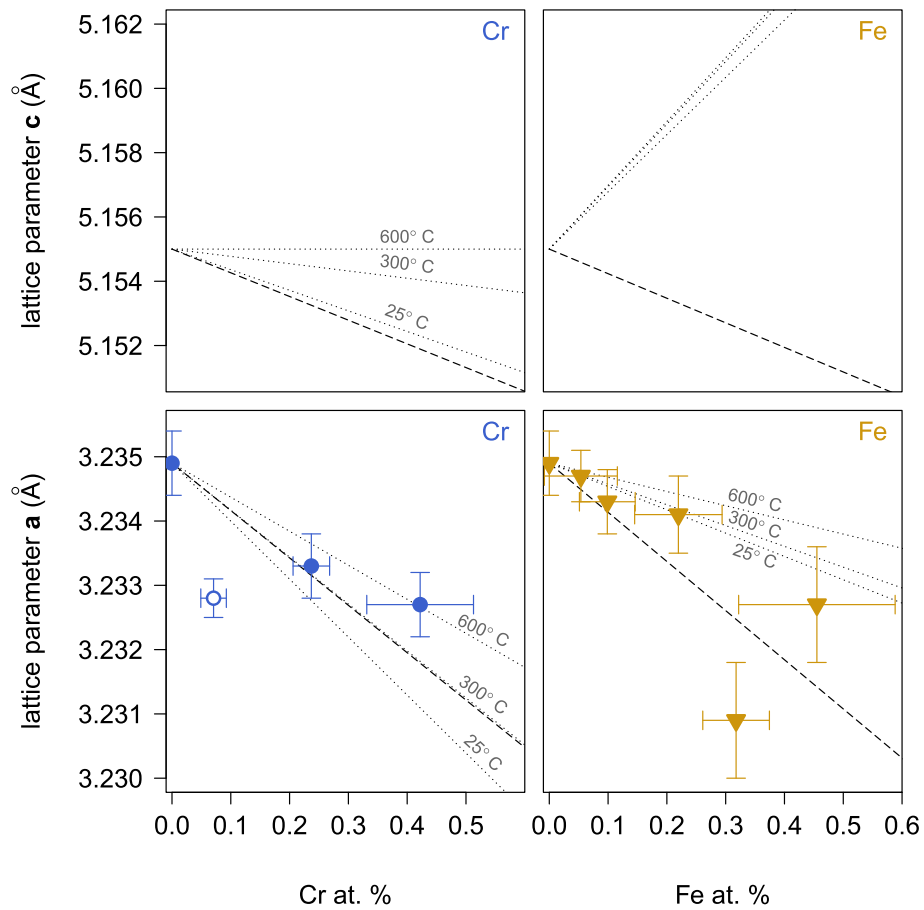 Cr
Fe
5.162
5.160
5.158
5.156
5.154
5.152
lattice parameter c (Å)
600° C
300° C
25° C
Cr
Fe
3.235
3.234
3.233
3.232
3.231
3.230
lattice parameter a (Å)
600° C
300° C
25° C
600° C
300° C
25° C
0.0 0.1 0.2 0.3 0.4 0.5
0.0 0.1 0.2 0.3 0.4 0.5 0.6
Cr at. %
Fe at. %